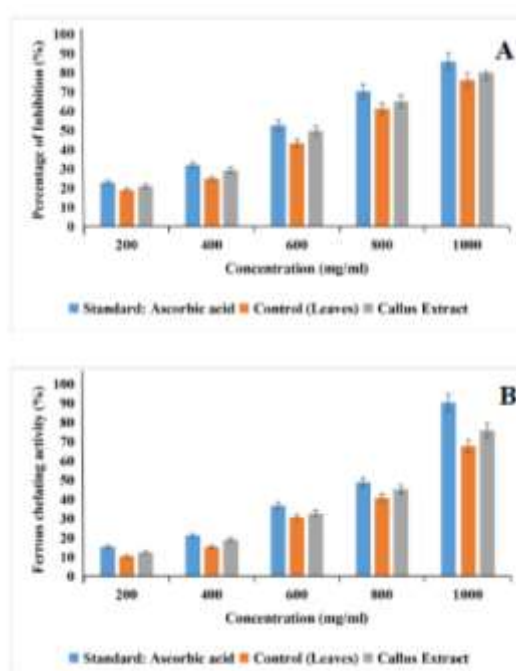 A
Percentage of Inhibition (%)
100
90
80
70
60
50
40
30
20
10
0
200 400 600 800 1000
Concentration (mg/ml)
Standard: Ascorbic acid Control (Leaves) Callus Extract
B
Ferrous chelating activity (%)
100
90
80
70
60
50
40
30
20
10
0
200 400 600 800 1000
Concentration (mg/ml)
Standard: Ascorbic acid Control (Leaves) Callus Extract